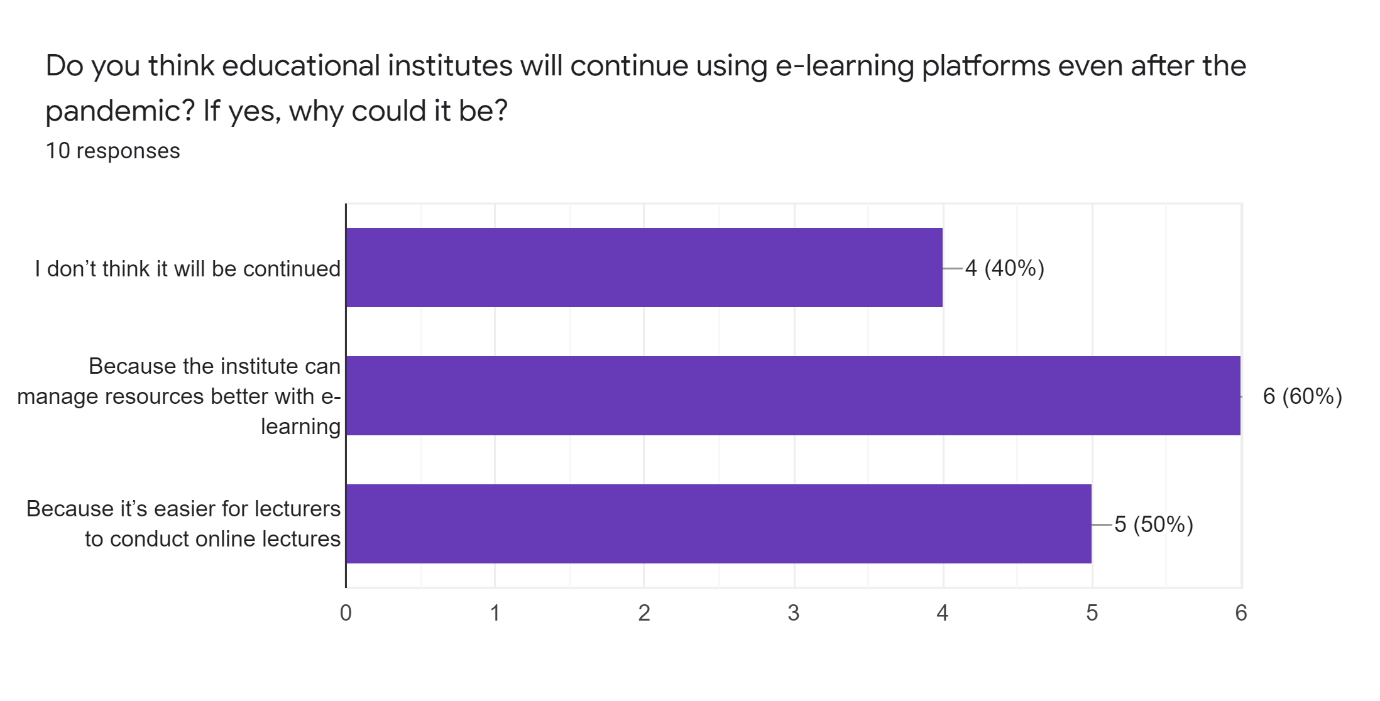 Do you think educational institutes will continue using e-learning platforms even after the
pandemic? If yes, why could it be?
10 responses
I don’t think it will be continued
4 (40%)
Because the institute can
manage resources better with e-
learning
6 (60%)
Because it’s easier for lecturers
to conduct online lectures
5 (50%)
0 1 2 3 4 5 6